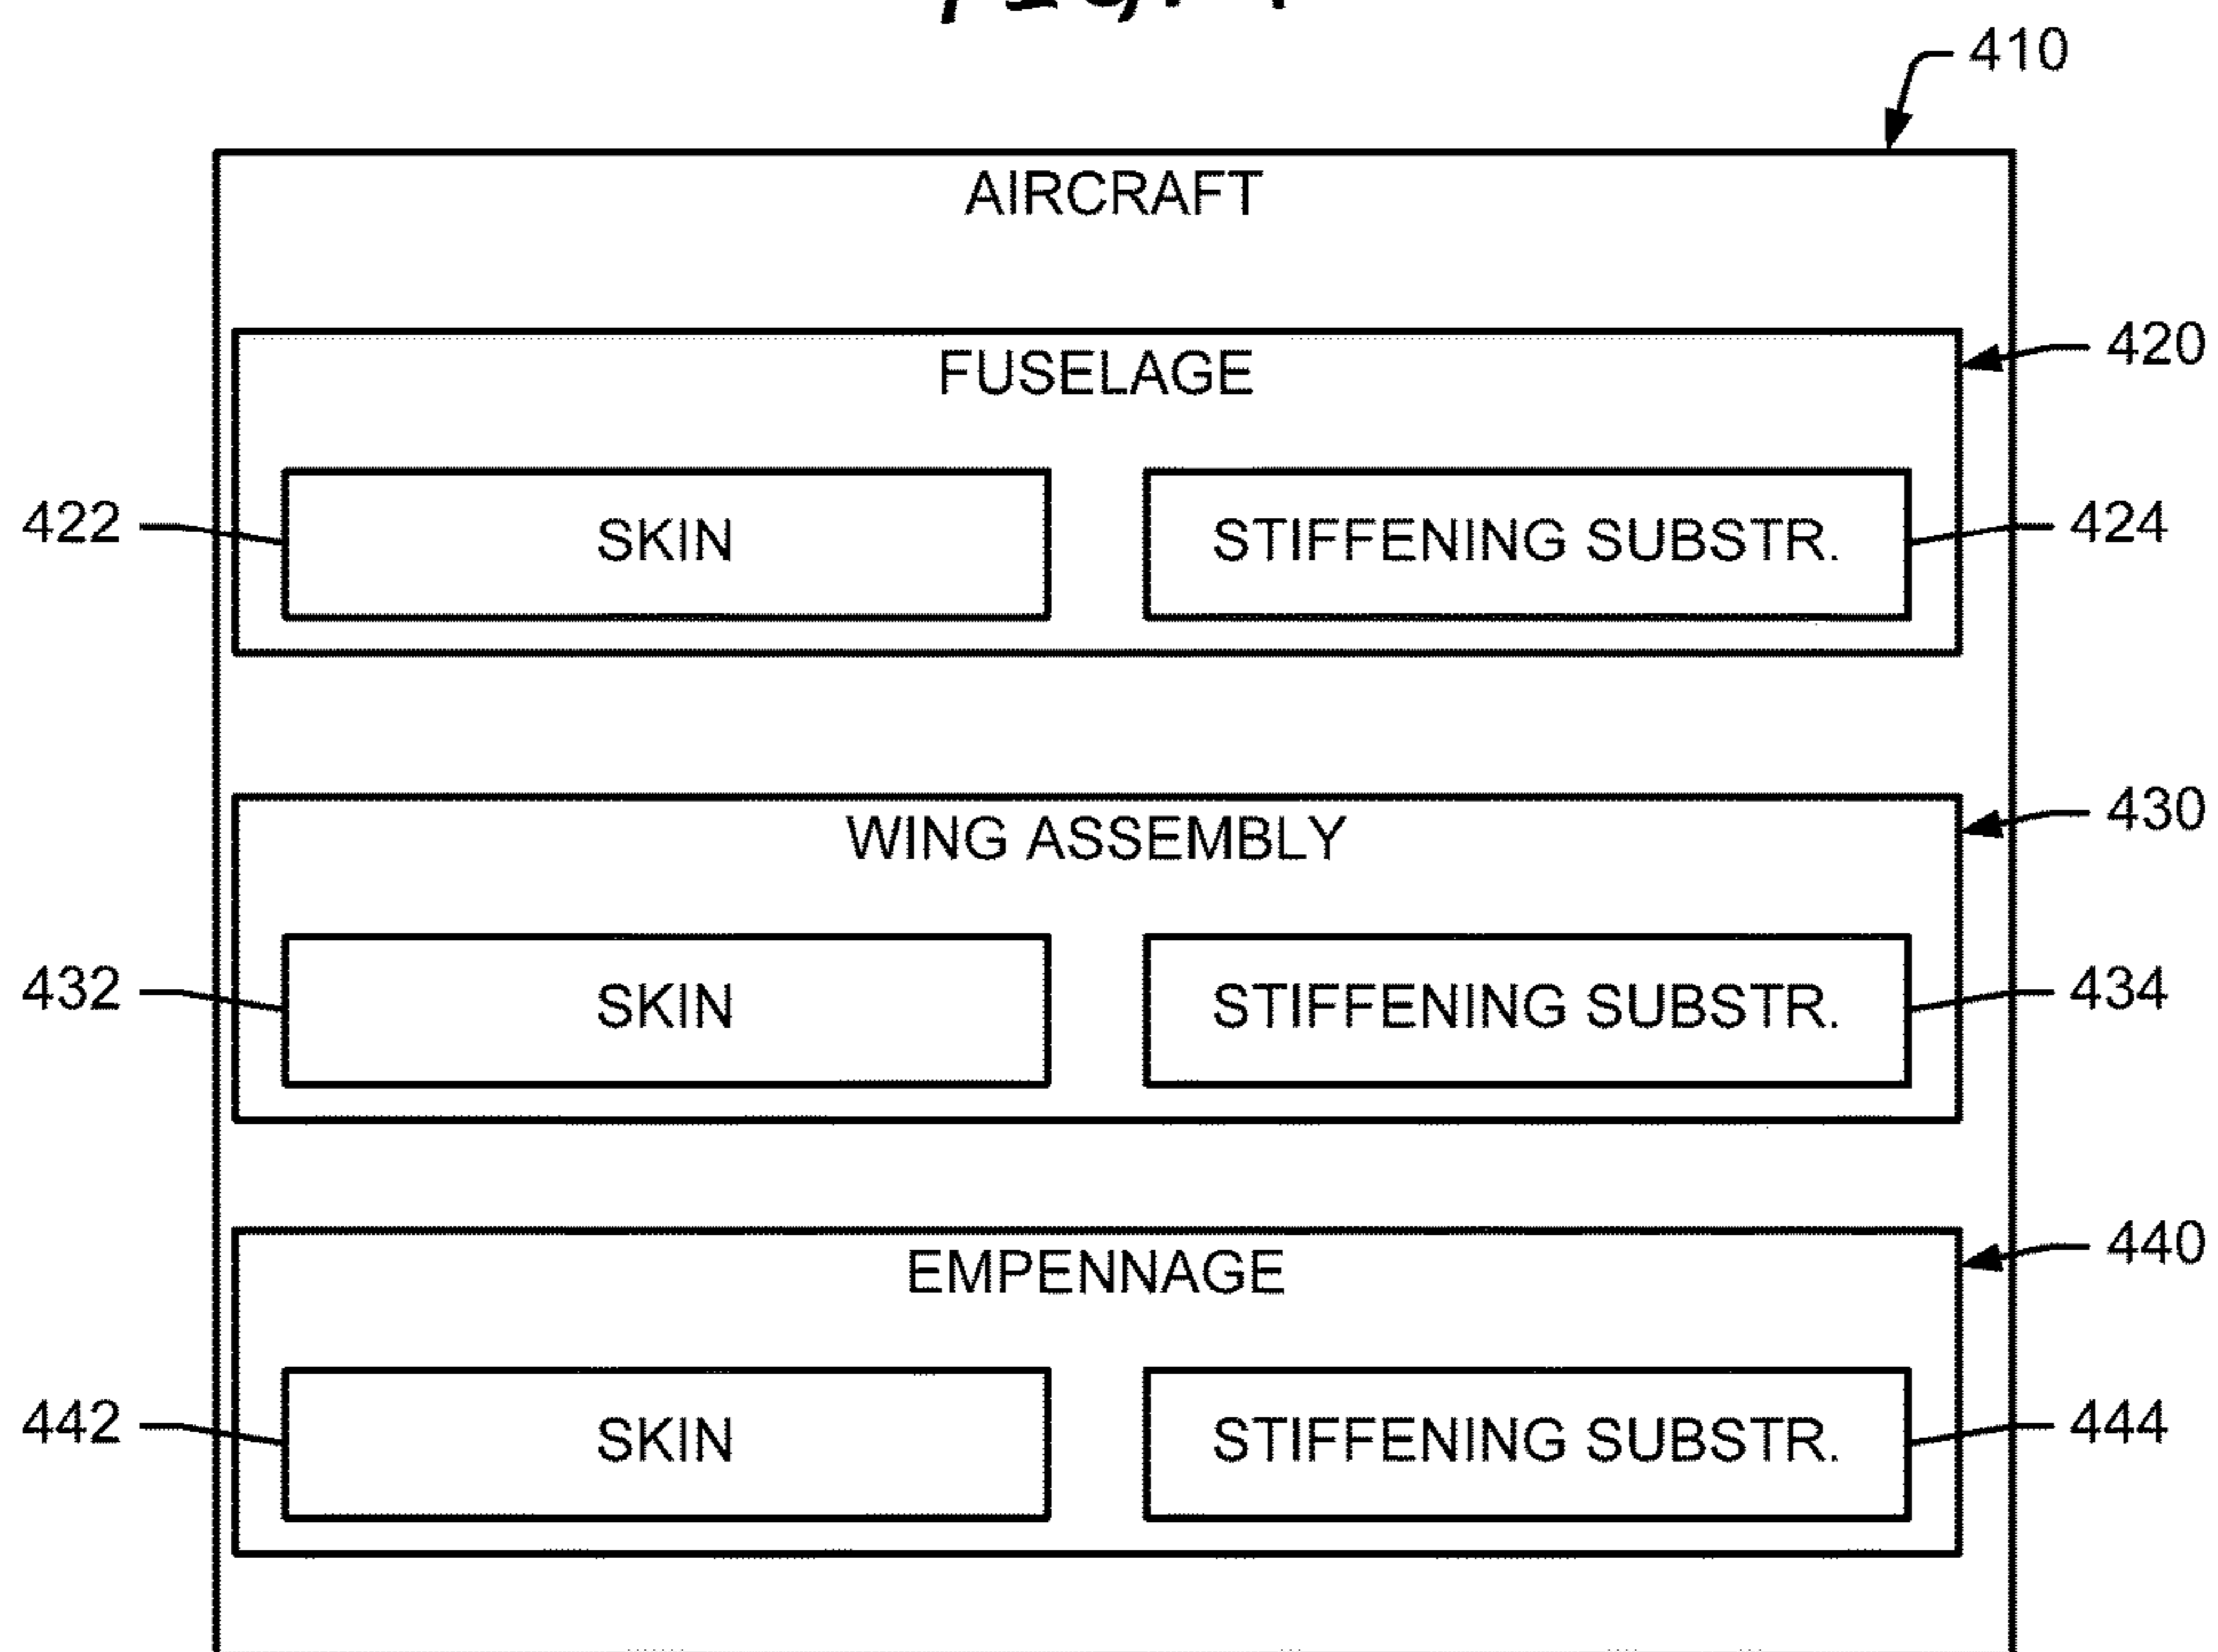 410
AIRCRAFT
FUSELAGE
420
422
SKIN
STIFFENING SUBSTR.
424
WING ASSEMBLY
430
432
SKIN
STIFFENING SUBSTR.
434
EMPENNAGE
440
442
SKIN
STIFFENING SUBSTR.
444